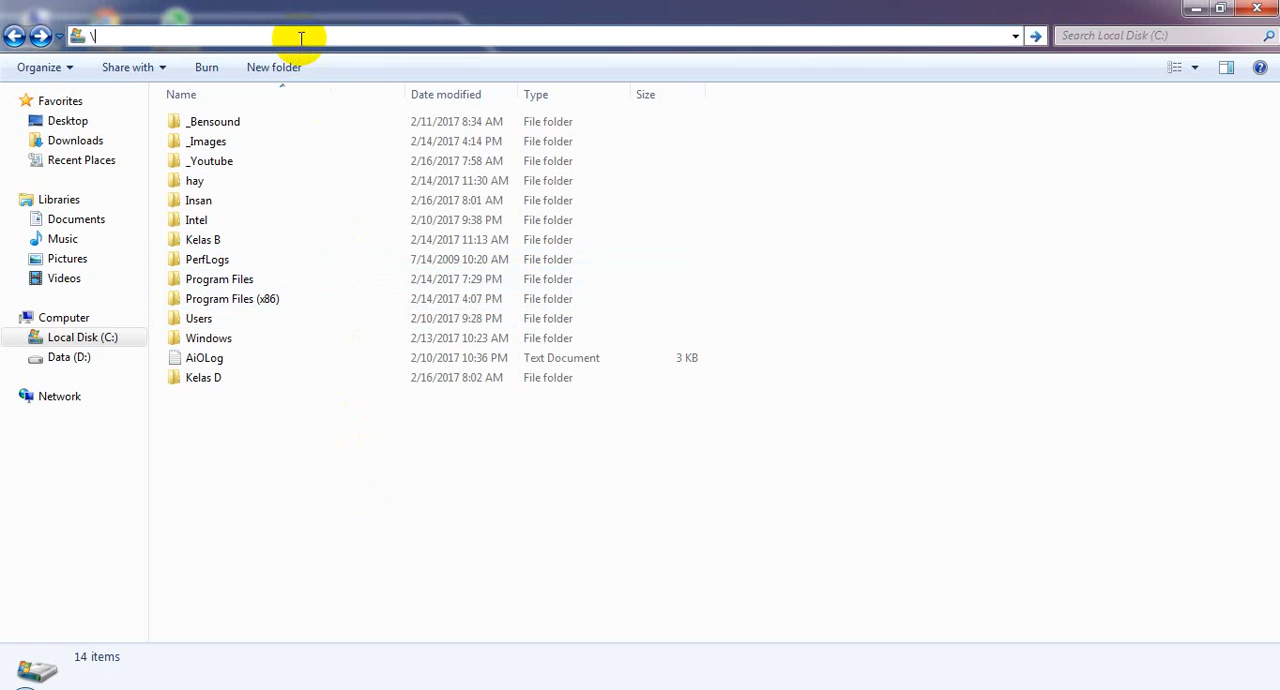 \
Search Local Disk (C:)
Organize Share with Burn New folder
Name Date modified Type Size
Favorites
Desktop
Downloads
Recent Places
Libraries
Documents
Music
Pictures
Videos
Computer
Local Disk (C:)
Data (D:)
Network
_Bensound 2/11/2017 8:34 AM File folder
_Images 2/14/2017 4:14 PM File folder
_Youtube 2/16/2017 7:58 AM File folder
hay 2/14/2017 11:30 AM File folder
Insan 2/16/2017 8:01 AM File folder
Intel 2/10/2017 9:38 PM File folder
Kelas B 2/14/2017 11:13 AM File folder
PerfLogs 7/14/2009 10:20 AM File folder
Program Files 2/14/2017 7:29 PM File folder
Program Files (x86) 2/14/2017 4:07 PM File folder
Users 2/10/2017 9:28 PM File folder
Windows 2/13/2017 10:23 AM File folder
AiOLog 2/10/2017 10:36 PM Text Document 3 KB
Kelas D 2/16/2017 8:02 AM File folder
14 items